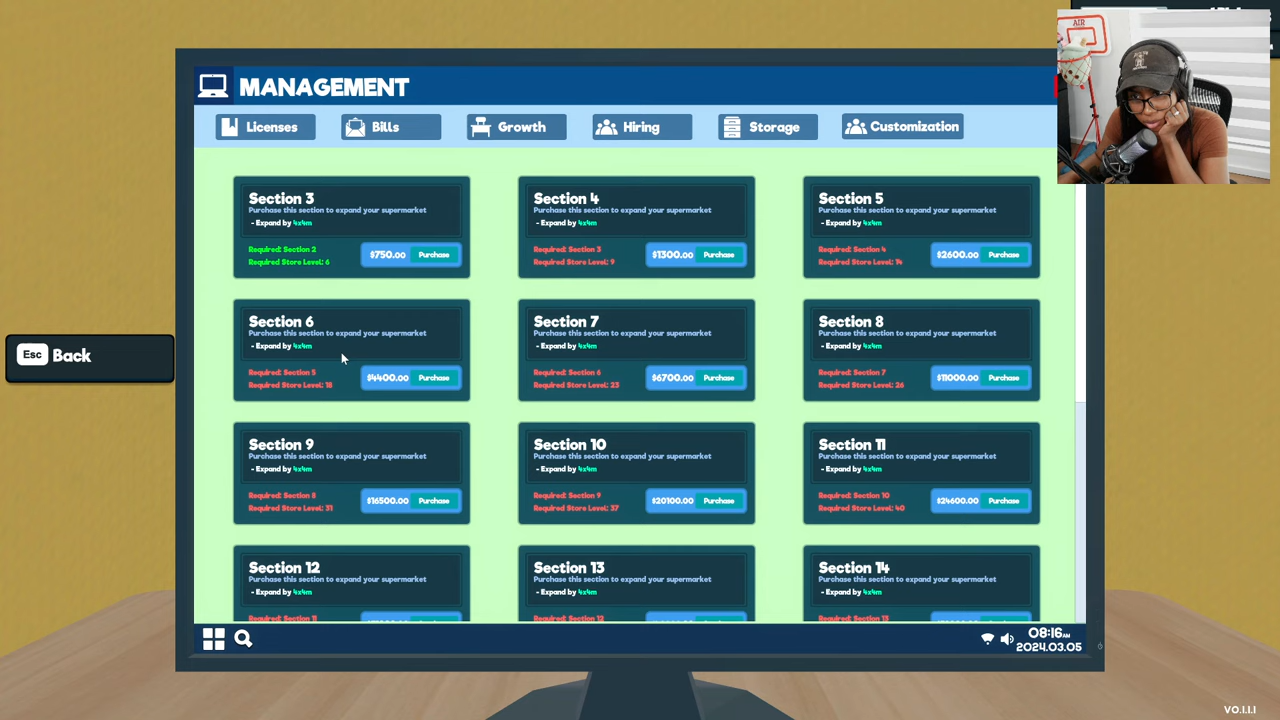 AIR
MANAGEMENT
Licenses
Bills
Growth
Hiring
Storage
Customization
Section 3
Purchase this section to expand your supermarket
- Expand by 4x4m
Required: Section 2
Required Store Level: 6
$750.00 Purchase
Section 4
Purchase this section to expand your supermarket
- Expand by 4x4m
Required: Section 3
Required Store Level: 9
$1300.00 Purchase
Section 5
Purchase this section to expand your supermarket
- Expand by 4x4m
Required: Section 4
Required Store Level: 14
$2600.00 Purchase
Section 6
Purchase this section to expand your supermarket
- Expand by 4x4m
Required: Section 5
Required Store Level: 18
$4400.00 Purchase
Section 7
Purchase this section to expand your supermarket
- Expand by 4x4m
Required: Section 6
Required Store Level: 23
$6700.00 Purchase
Section 8
Purchase this section to expand your supermarket
- Expand by 4x4m
Required: Section 7
Required Store Level: 26
$11000.00 Purchase
Section 9
Purchase this section to expand your supermarket
- Expand by 4x4m
Required: Section 8
Required Store Level: 31
$16500.00 Purchase
Section 10
Purchase this section to expand your supermarket
- Expand by 4x4m
Required: Section 9
Required Store Level: 37
$20100.00 Purchase
Section 11
Purchase this section to expand your supermarket
- Expand by 4x4m
Required: Section 10
Required Store Level: 40
$24600.00 Purchase
Section 12
Purchase this section to expand your supermarket
- Expand by 4x4m
Required: Section 11
Section 13
Purchase this section to expand your supermarket
- Expand by 4x4m
Required: Section 12
Section 14
Purchase this section to expand your supermarket
- Expand by 4x4m
Required: Section 13
Esc Back
08:16AM
2024.03.05
V0.1.1.1